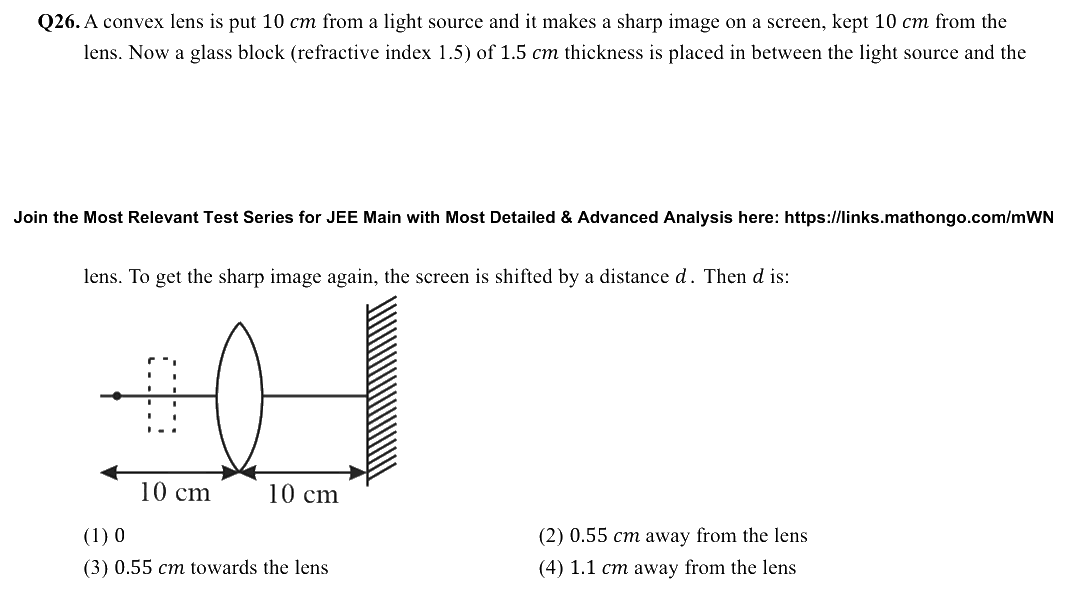 Q26. A convex lens is put 10 cm from a light source and it makes a sharp image on a screen, kept 10 cm from the
lens. Now a glass block (refractive index 1.5) of 1.5 cm thickness is placed in between the light source and the
Join the Most Relevant Test Series for JEE Main with Most Detailed & Advanced Analysis here: https://links.mathongo.com/mWN
lens. To get the sharp image again, the screen is shifted by a distance d. Then d is:
10 cm 10 cm
(1) 0 (2) 0.55 cm away from the lens
(3) 0.55 cm towards the lens (4) 1.1 cm away from the lens